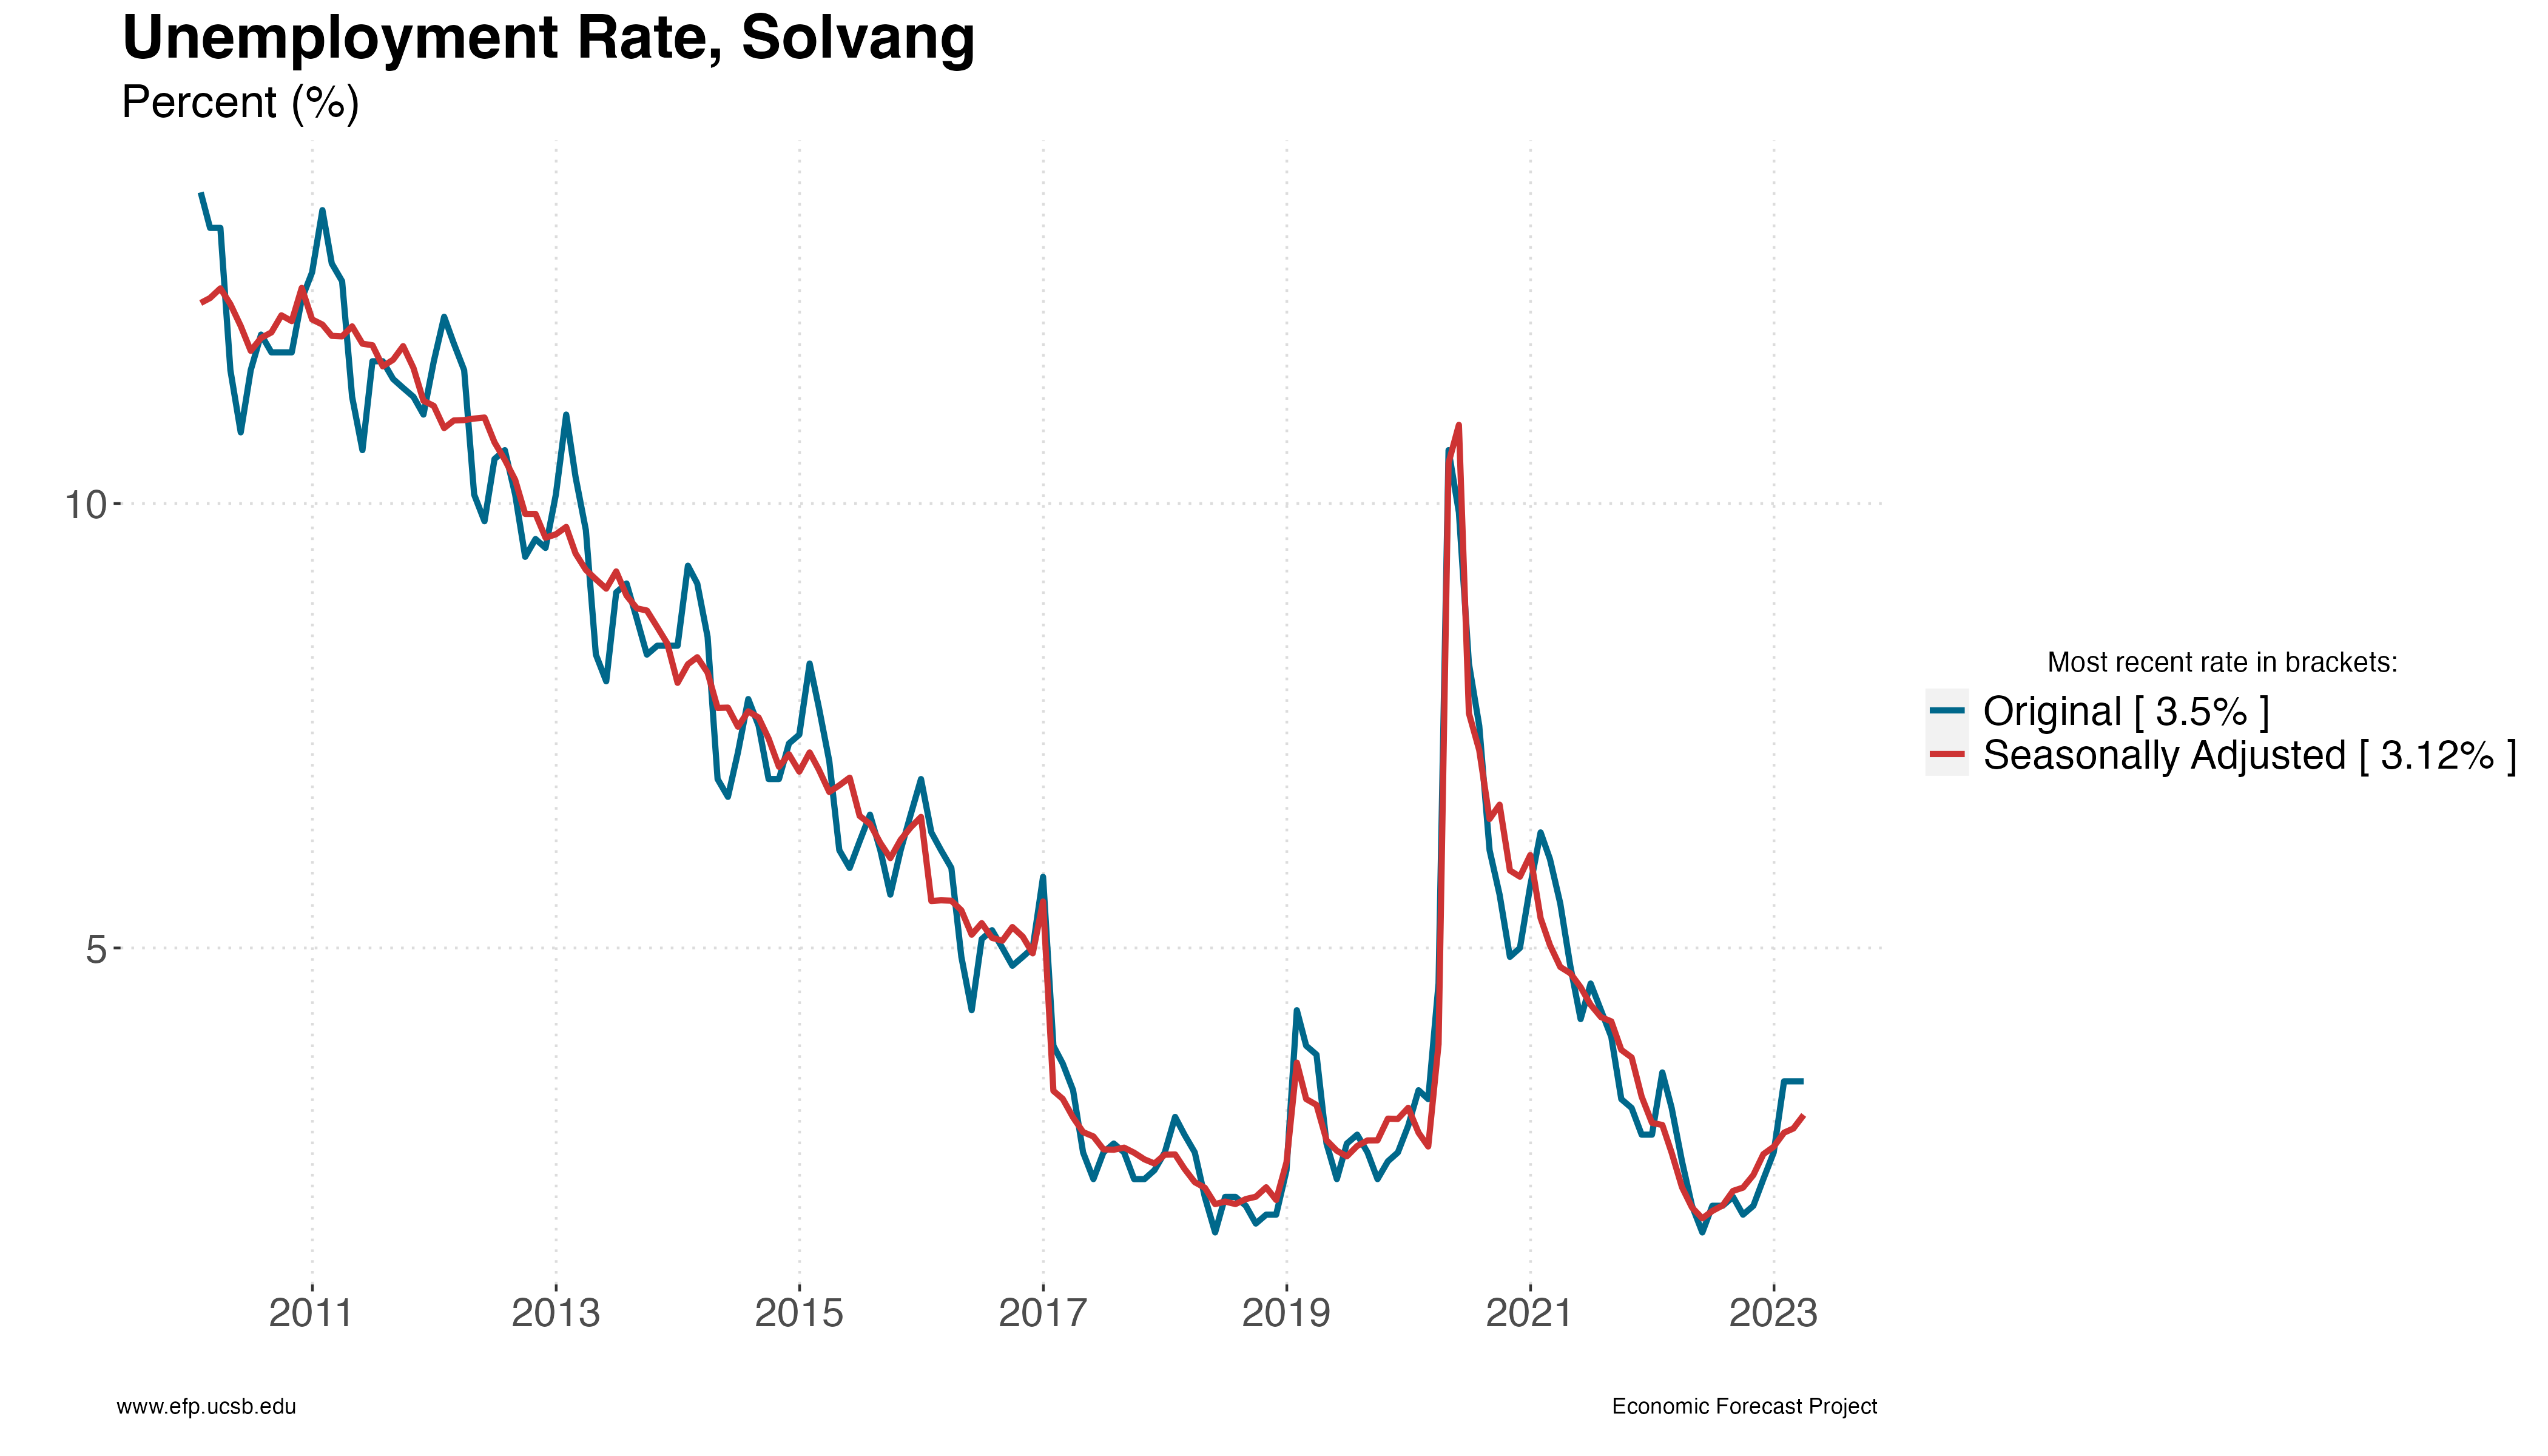 Unemployment Rate, Solvang
Percent (%)
10
5
2011 2013 2015 2017 2019 2021 2023
Most recent rate in brackets:
Original [ 3.5% ]
Seasonally Adjusted [ 3.12% ]
www.efp.ucsb.edu
Economic Forecast Project